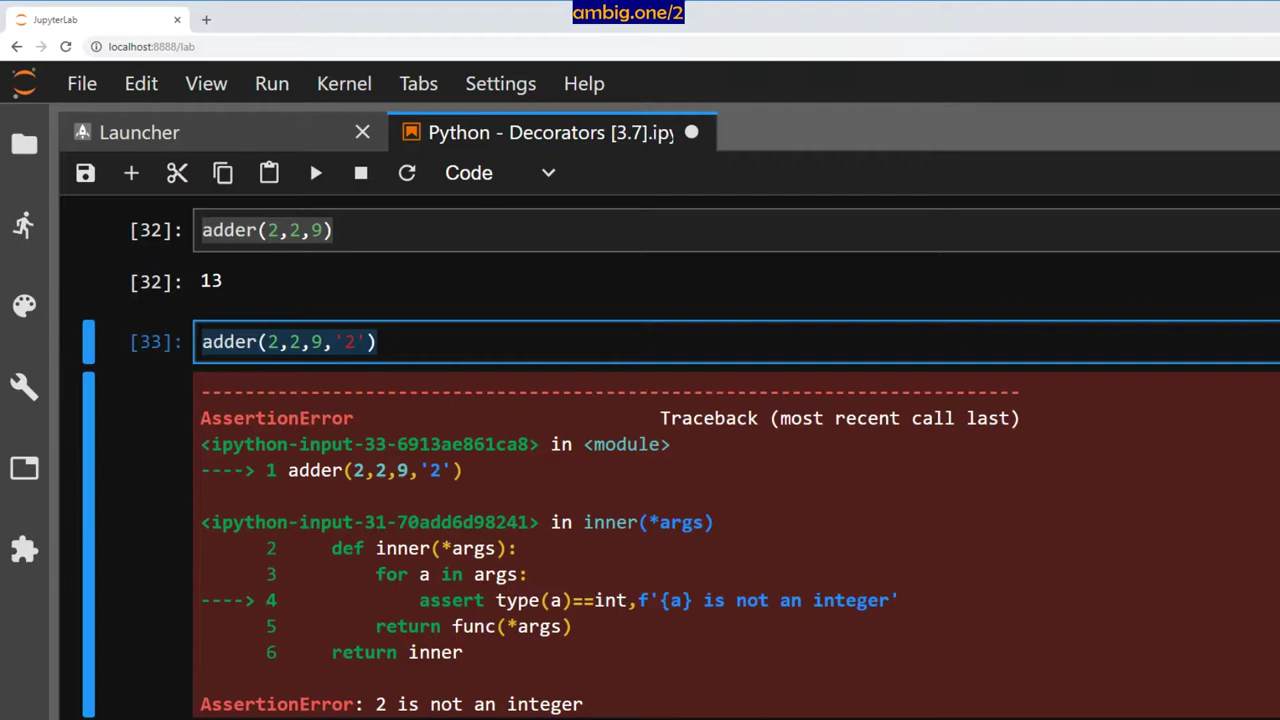 ambig.one/2
JupyterLab
localhost:8888/lab
File Edit View Run Kernel Tabs Settings Help
Launcher Python - Decorators [3.7].ipy
Code
[32]: adder(2,2,9)
[32]: 13
[33]: adder(2,2,9,'2')
---------------------------------------------------------------------------
AssertionError Traceback (most recent call last)
<ipython-input-33-6913ae861ca8> in <module>
----> 1 adder(2,2,9,'2')
<ipython-input-31-70add6d98241> in inner(*args)
2 def inner(*args):
3 for a in args:
----> 4 assert type(a)==int,f'{a} is not an integer'
5 return func(*args)
6 return inner
AssertionError: 2 is not an integer